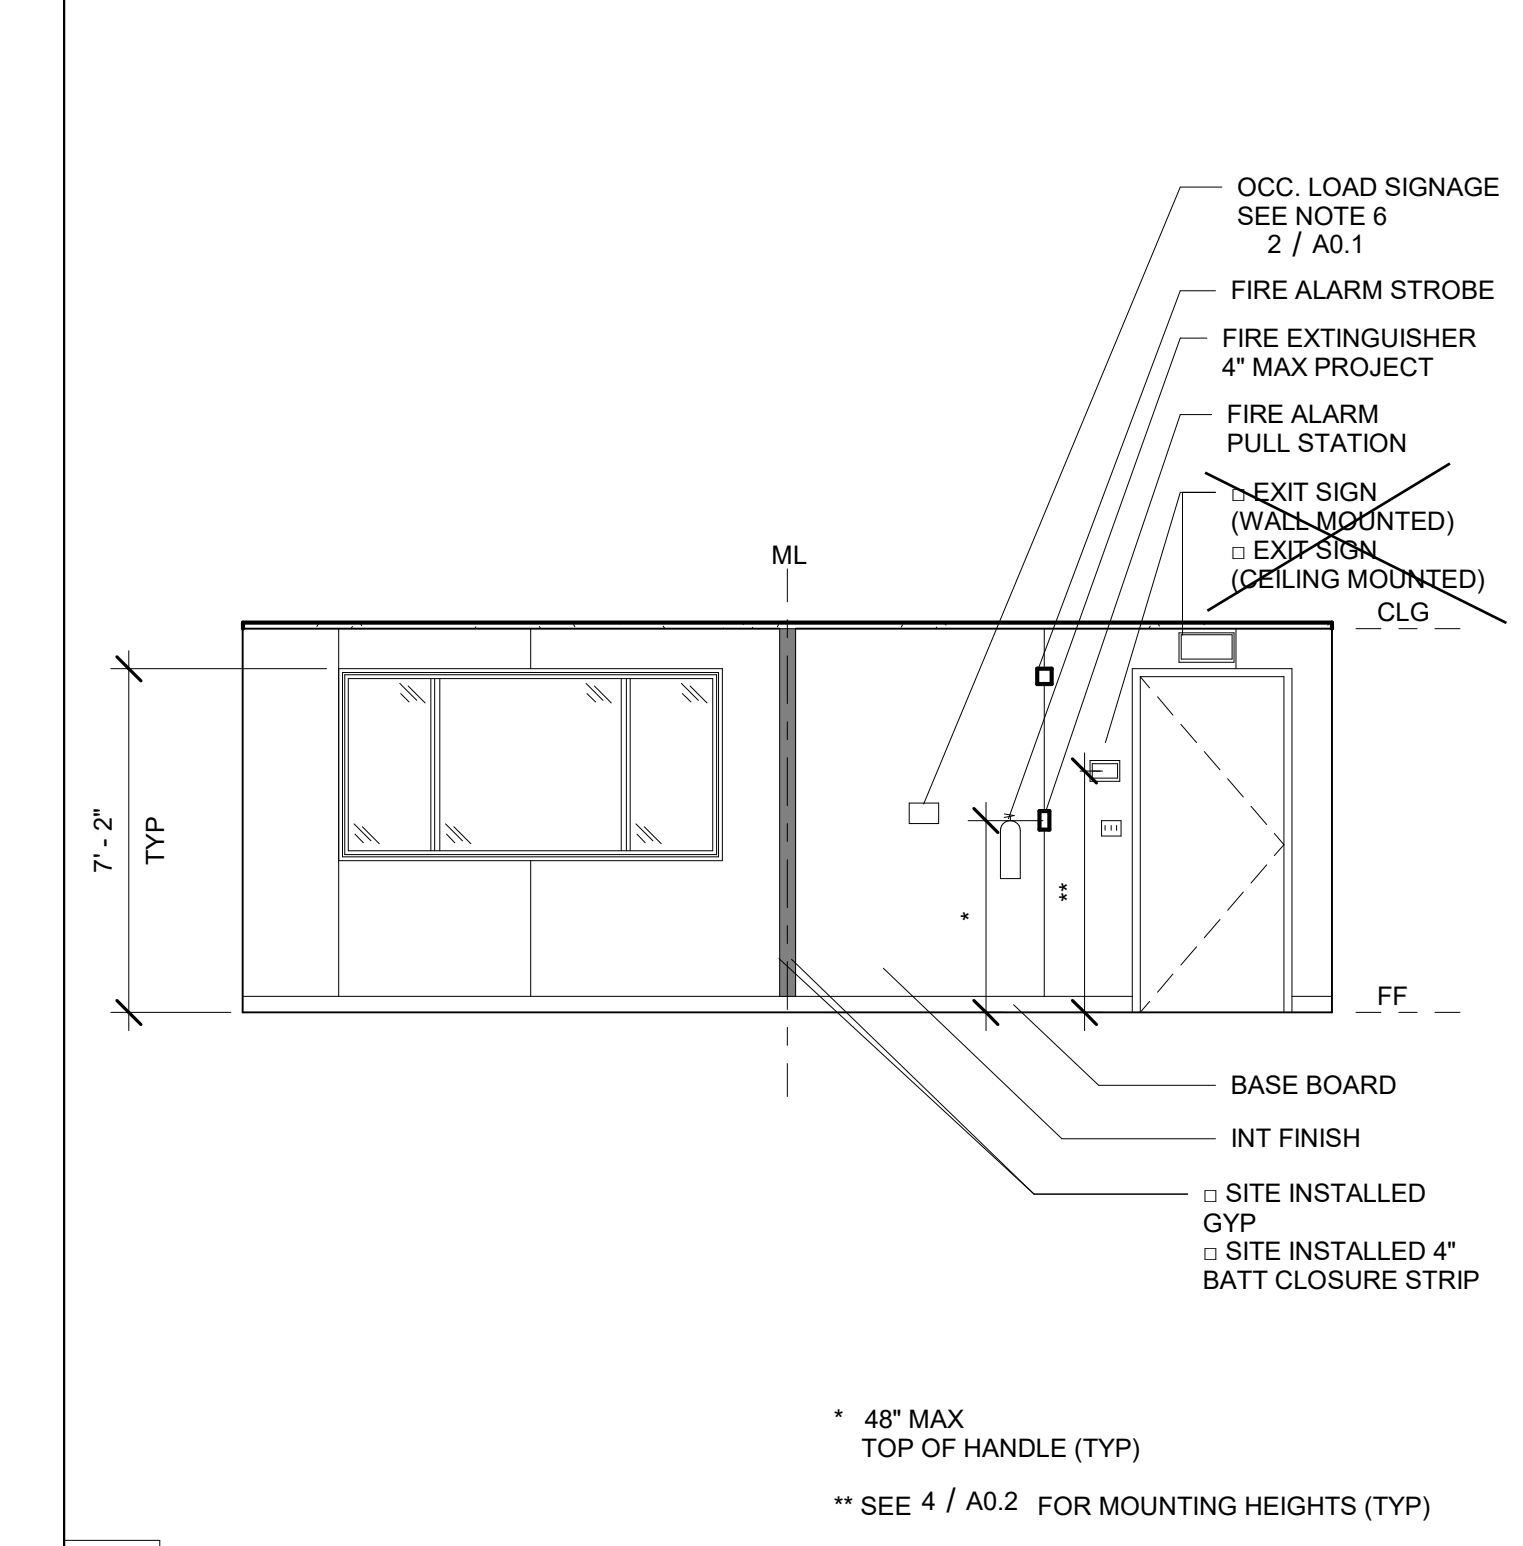 OCC. LOAD SIGNAGE
SEE NOTE 6
2 / A0.1
FIRE ALARM STROBE
FIRE EXTINGUISHER
4" MAX PROJECT
FIRE ALARM
PULL STATION
□ EXIT SIGN
(WALL MOUNTED)
□ EXIT SIGN
(CEILING MOUNTED)
CLG
ML
7' - 2"
TYP
*
**
FF
BASE BOARD
INT FINISH
□ SITE INSTALLED
GYP
□ SITE INSTALLED 4"
BATT CLOSURE STRIP
* 48" MAX
TOP OF HANDLE (TYP)
** SEE 4 / A0.2 FOR MOUNTING HEIGHTS (TYP)